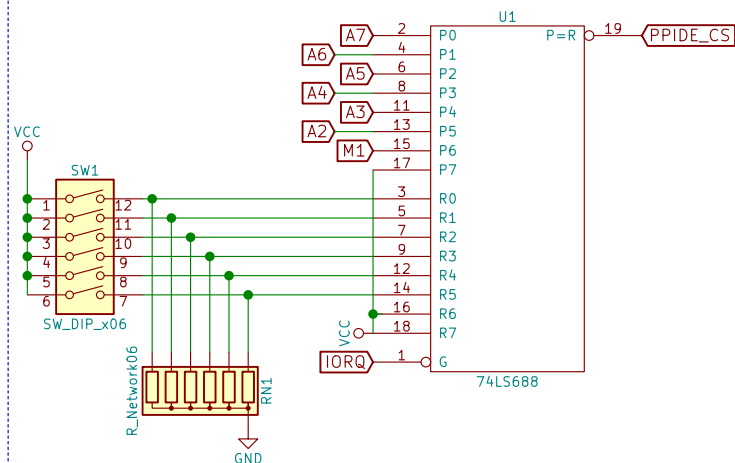 U1
A7 2 P0 P=R 19 PPIDE_CS
A6 4 P1
A5 6 P2
A4 8 P3
A3 11 P4
A2 13 P5
M1 15 P6
17 P7
VCC
SW1
1 12 3 R0
2 11 5 R1
3 10 7 R2
4 9 9 R3
5 8 12 R4
6 7 14 R5
16 R6
VCC 18 R7
SW_DIP_x06
IORQ 1 G
74LS688
R_Network06
RN1
GND